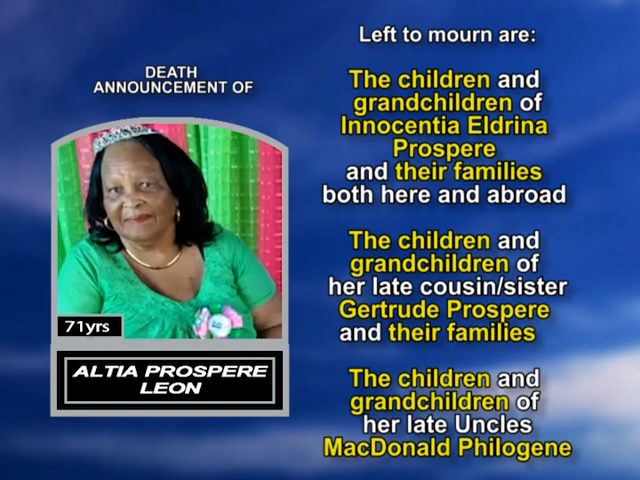 DEATH
ANNOUNCEMENT OF
71yrs
ALTIA PROSPERE
LEON
Left to mourn are:
The children and
grandchildren of
Innocentia Eldrina
Prospere
and their families
both here and abroad
The children and
grandchildren of
her late cousin/sister
Gertrude Prospere
and their families
The children and
grandchildren of
her late Uncles
MacDonald Philogene